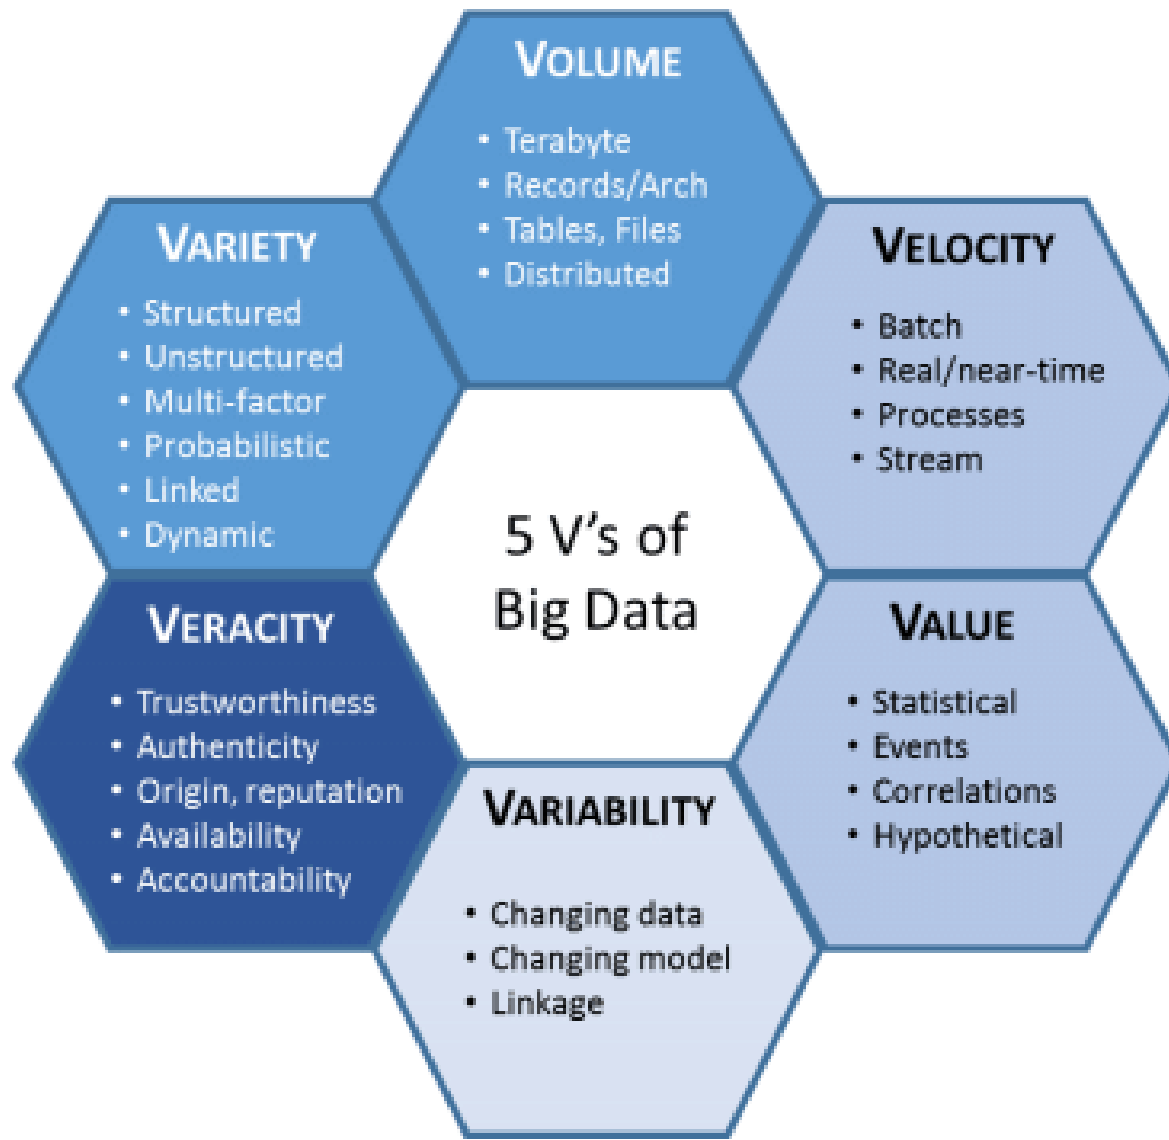 VOLUME
• Terabyte
• Records/Arch
• Tables, Files
• Distributed
VARIETY
• Structured
• Unstructured
• Multi-factor
• Probabilistic
• Linked
• Dynamic
VELOCITY
• Batch
• Real/near-time
• Processes
• Stream
5 V’s of
Big Data
VERACITY
• Trustworthiness
• Authenticity
• Origin, reputation
• Availability
• Accountability
VALUE
• Statistical
• Events
• Correlations
• Hypothetical
VARIABILITY
• Changing data
• Changing model
• Linkage